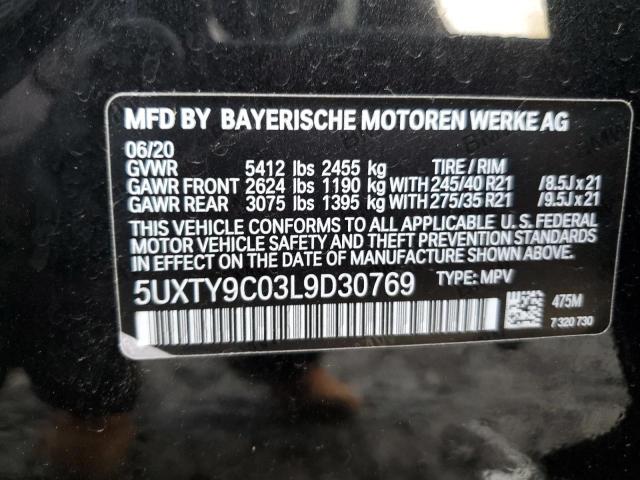 MFD BY BAYERISCHE MOTOREN WERKE AG
06/20
GVWR 5412 lbs 2455 kg TIRE / RIM
GAWR FRONT 2624 lbs 1190 kg WITH 245/40 R21 /8.5J x 21
GAWR REAR 3075 lbs 1395 kg WITH 275/35 R21 /9.5J x 21
THIS VEHICLE CONFORMS TO ALL APPLICABLE U. S. FEDERAL
MOTOR VEHICLE SAFETY AND THEFT PREVENTION STANDARDS
IN EFFECT ON THE DATE OF MANUFACTURE SHOWN ABOVE.
5UXTY9C03L9D30769 TYPE: MPV
475M
7 320 730